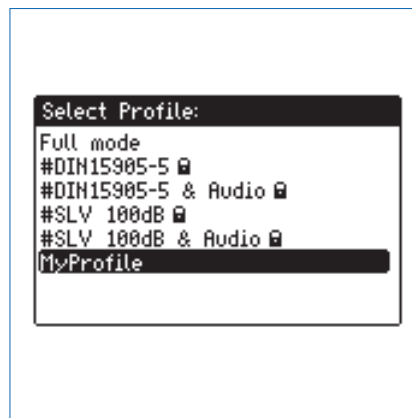 Select Profile:
Full mode
#DIN15905-5
#DIN15905-5 & Audio
#SLV 100dB
#SLV 100dB & Audio
MyProfile